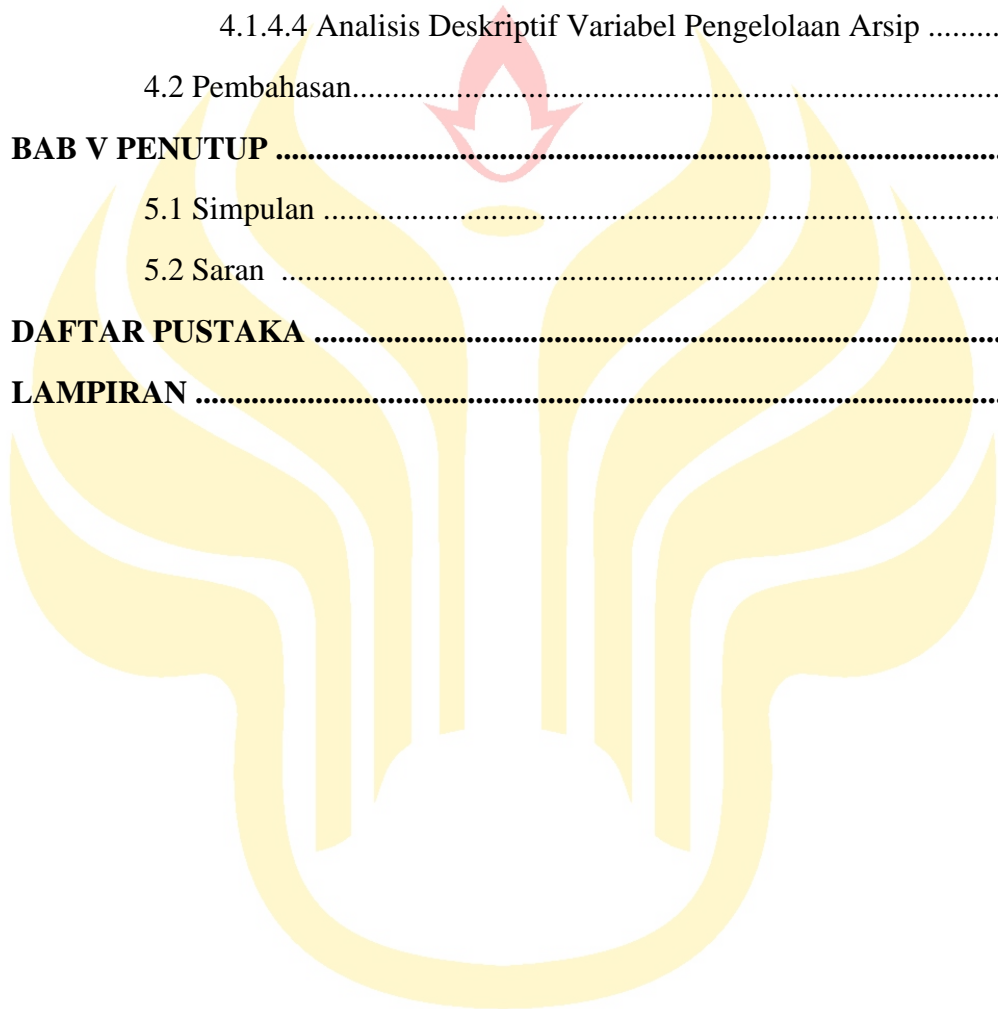 4.1.4.4 Analisis Deskriptif Variabel Pengelolaan Arsip .........
4.2 Pembahasan..............................................................................
BAB V PENUTUP ..........................................................................................
5.1 Simpulan ..................................................................................
5.2 Saran .......................................................................................
DAFTAR PUSTAKA .....................................................................................
LAMPIRAN ...................................................................................................